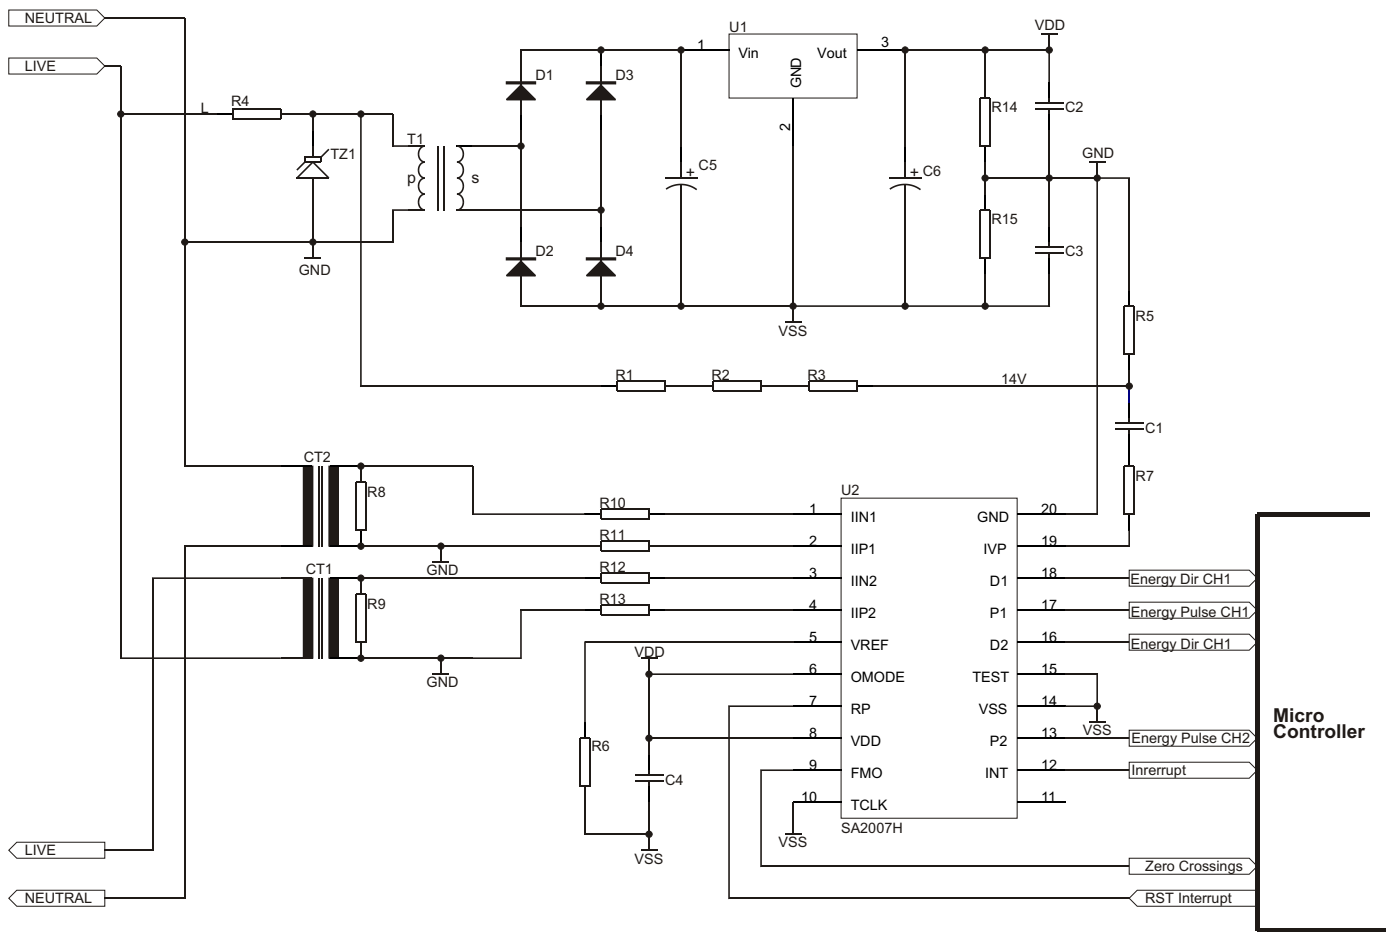 NEUTRAL
LIVE
L
R4
TZ1
GND
T1
p
s
D1
D3
D2
D4
C5
+
1
U1
Vin
Vout
GND
2
3
VDD
C6
+
R14
C2
GND
R15
C3
VSS
R5
R1
R2
R3
14V
C1
R7
CT2
R8
GND
CT1
R9
GND
R10
R11
R12
R13
U2
1
IIN1
2
IIP1
3
IIN2
4
IIP2
5
VREF
6
OMODE
7
RP
8
VDD
9
FMO
10
TCLK
GND
20
IVP
19
D1
18
Energy Dir CH1
P1
17
Energy Pulse CH1
D2
16
Energy Dir CH1
TEST
15
VSS
14
VSS
P2
13
Energy Pulse CH2
INT
12
Inrerrupt
11
SA2007H
VDD
R6
C4
VSS
VSS
Micro
Controller
Zero Crossings
RST Interrupt
LIVE
NEUTRAL